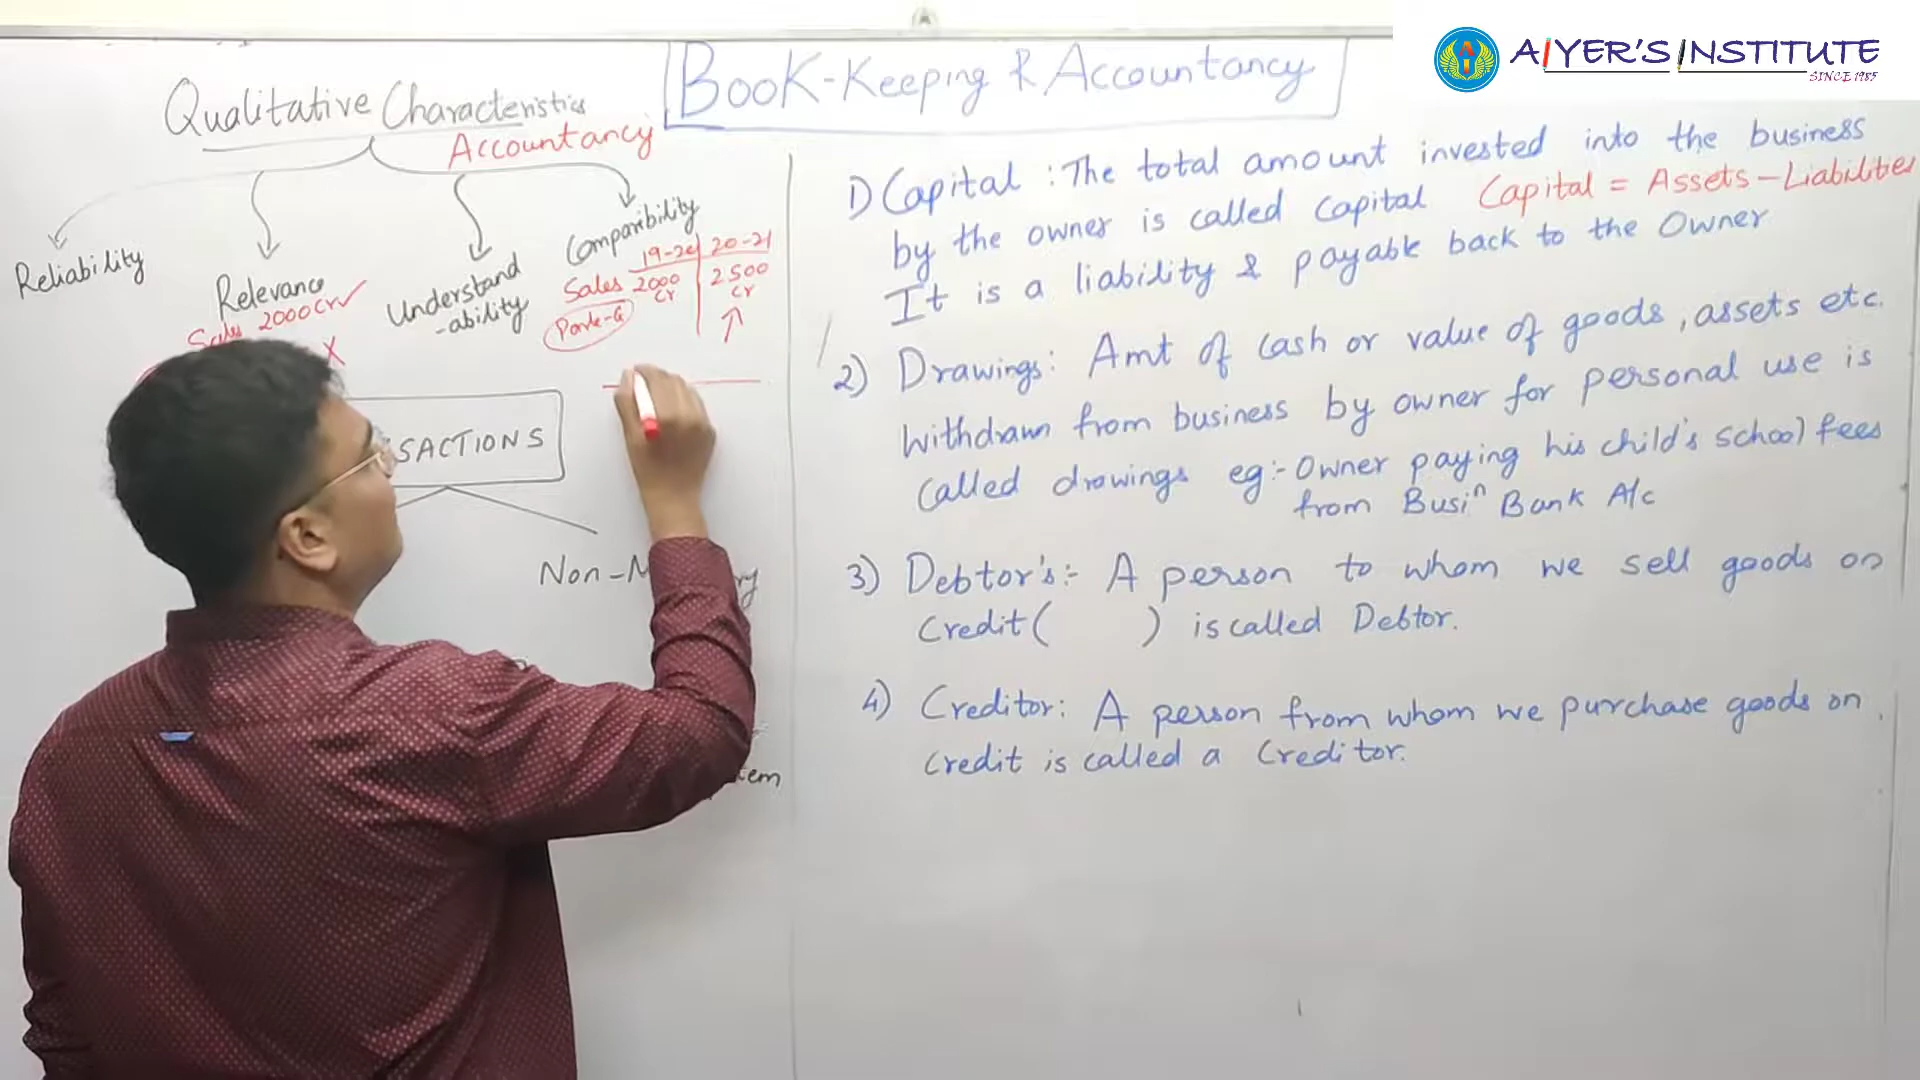 AIYER'S INSTITUTE
SINCE 1985
BooK-Keeping & Accountancy
Qualitative Characteristics
Accountancy
Reliability
Relevance
Sales 2000 Cr ✓
X
Understand
-ability
Comparibility
19-20 20-21
Sales 2000 2500
Cr Cr
Parle-G
SACTIONS
Non-M ry
tem
1) Capital : The total amount invested into the business
by the owner is called Capital Capital = Assets - Liabilities
It is a liability & payable back to the Owner
2) Drawings: Amt of cash or value of goods, assets etc.
withdrawn from business by owner for personal use is
called drawings eg:- Owner paying his child's school fees
from Busiⁿ Bank A/c
3) Debtor's:- A person to whom we sell goods on
Credit ( ) is called Debtor.
4) Creditor: A person from whom we purchase goods on
credit is called a Creditor.